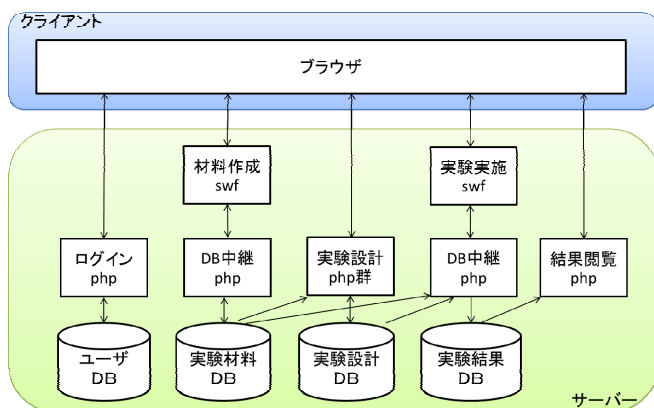 クライアント
ブラウザ
材料作成
swf
実験実施
swf
ログイン
php
DB中継
php
実験設計
php群
DB中継
php
結果閲覧
php
ユーザ
DB
実験材料
DB
実験設計
DB
実験結果
DB
サーバー